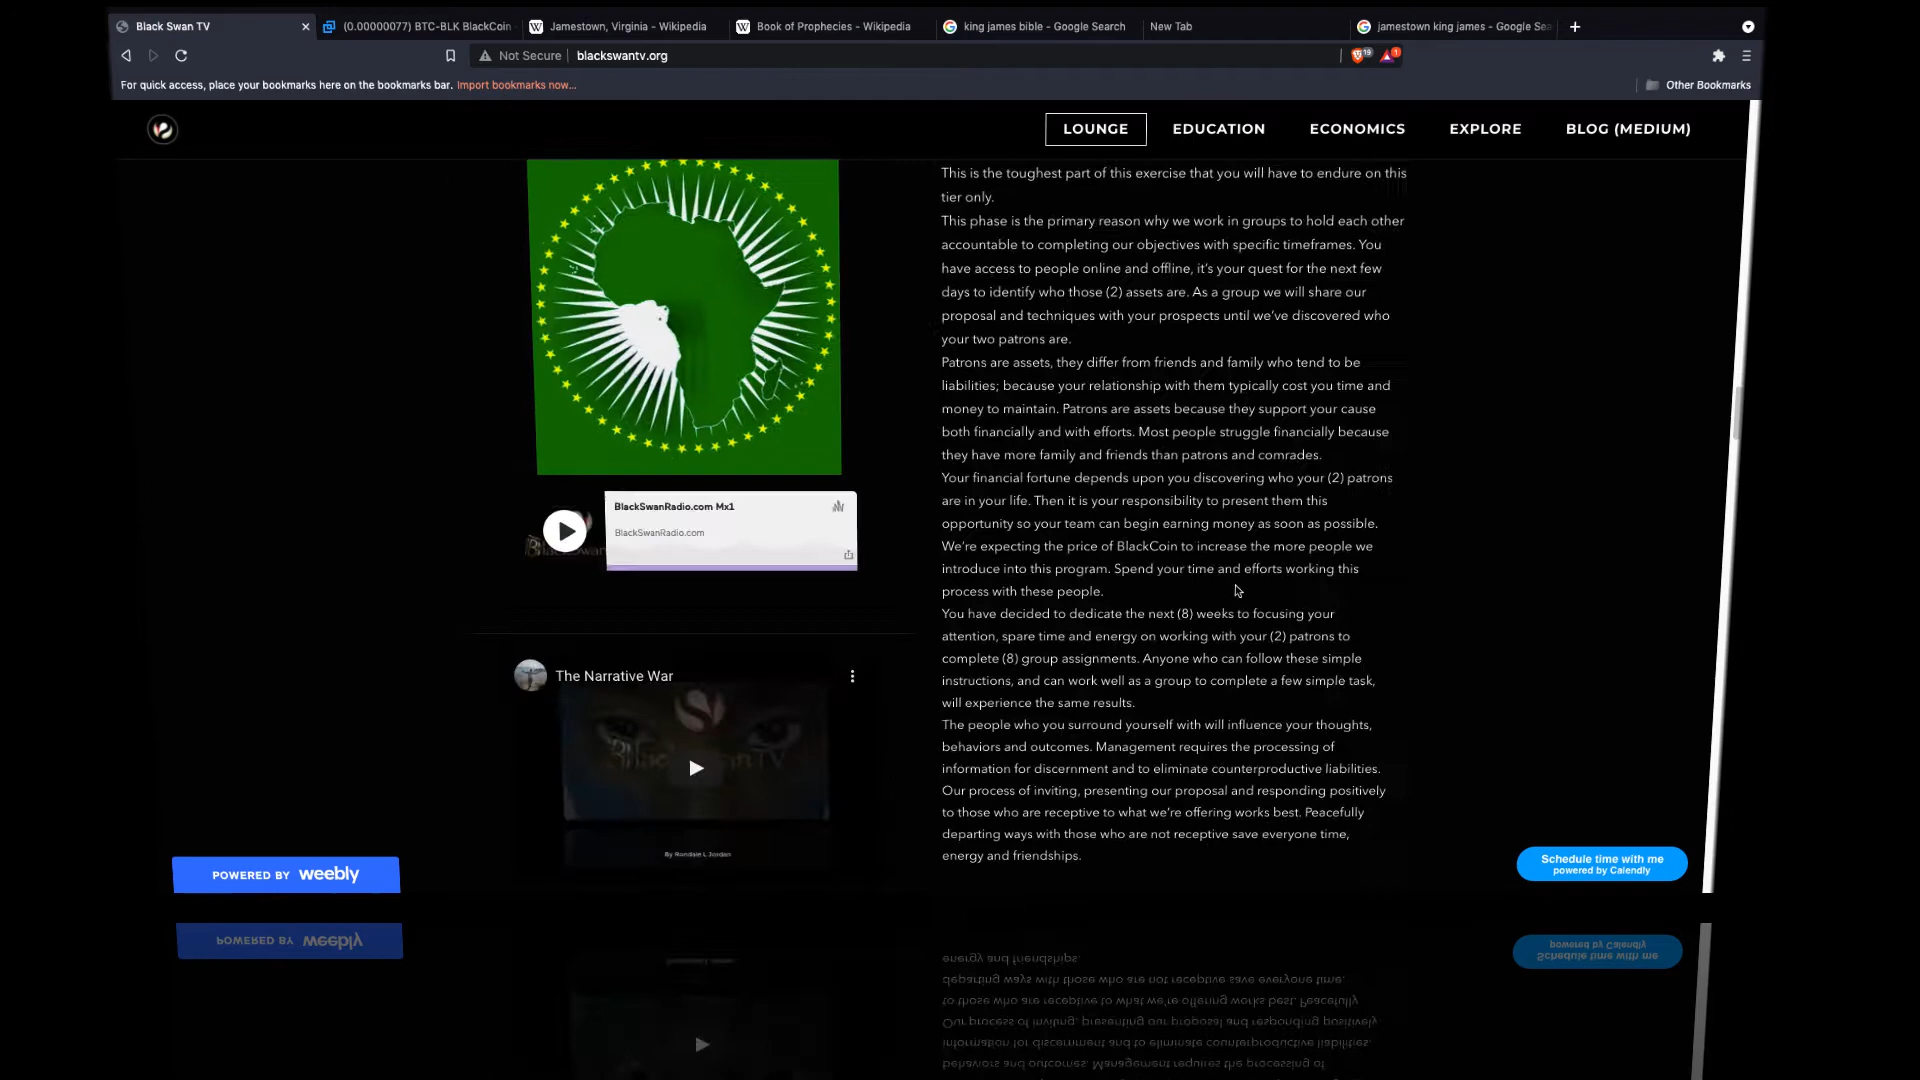 Black Swan TV
(0.00000077) BTC-BLK BlackCoin
Jamestown, Virginia - Wikipedia
Book of Prophecies - Wikipedia
king james bible - Google Search
New Tab
jamestown king james - Google Sea
Not Secure
blackswantv.org
19
1
For quick access, place your bookmarks here on the bookmarks bar. Import bookmarks now...
Other Bookmarks
LOUNGE
EDUCATION
ECONOMICS
EXPLORE
BLOG (MEDIUM)
This is the toughest part of this exercise that you will have to endure on this
tier only.
This phase is the primary reason why we work in groups to hold each other
accountable to completing our objectives with specific timeframes. You
have access to people online and offline, it's your quest for the next few
days to identify who those (2) assets are. As a group we will share our
proposal and techniques with your prospects until we've discovered who
your two patrons are.
Patrons are assets, they differ from friends and family who tend to be
liabilities; because your relationship with them typically cost you time and
money to maintain. Patrons are assets because they support your cause
both financially and with efforts. Most people struggle financially because
they have more family and friends than patrons and comrades.
Your financial fortune depends upon you discovering who your (2) patrons
are in your life. Then it is your responsibility to present them this
opportunity so your team can begin earning money as soon as possible.
We're expecting the price of BlackCoin to increase the more people we
introduce into this program. Spend your time and efforts working this
process with these people.
You have decided to dedicate the next (8) weeks to focusing your
attention, spare time and energy on working with your (2) patrons to
complete (8) group assignments. Anyone who can follow these simple
instructions, and can work well as a group to complete a few simple task,
will experience the same results.
The people who you surround yourself with will influence your thoughts,
behaviors and outcomes. Management requires the processing of
information for discernment and to eliminate counterproductive liabilities.
Our process of inviting, presenting our proposal and responding positively
to those who are receptive to what we're offering works best. Peacefully
departing ways with those who are not receptive save everyone time,
energy and friendships.
BlackSwanRadio.com Mx1
BlackSwanRadio.com
The Narrative War
BlackSwanTV
By Rondale L Jordan
POWERED BY weebly
Schedule time with me
powered by Calendly